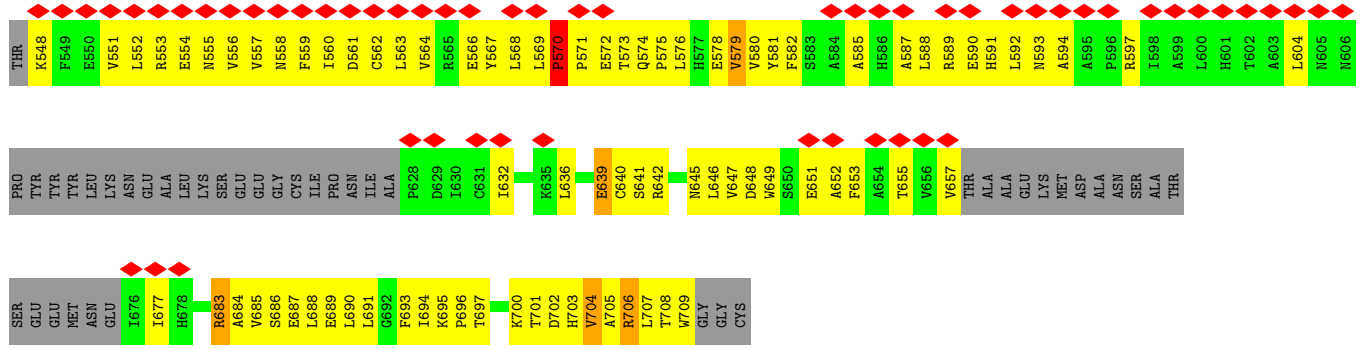 THR K548 F549 E550 V551 L552 R553 E554 N555 V556 V557 N558 F559 I560 D561 C562 L563 V564 R565 E566 Y567 L568 L569 P570 P571 E572 T573 Q574 P575 L576 H577 E578 V579 V580 Y581 F582 S583 A584 A585 H586 A587 L588 R589 E590 H591 L592 N593 A594 A595 P596 R597 I598 A599 L600 H601 T602 A603 L604 N605 N606
PRO TYR TYR TYR LEU LYS ASN GLU ALA LEU LYS SER GLU GLU GLY CYS ILE PRO ASN ILE ALA P628 D629 I630 C631 I632 K635 L636 E639 C640 S641 R642 N645 L646 V647 D648 W649 S650 E651 A652 F653 A654 T655 V656 V657 THR ALA ALA GLU LYS MET ASP ALA ASN SER ALA THR
SER GLU GLU MET ASN GLU I676 I677 H678 R683 A684 V685 S686 E687 L688 E689 L690 L691 G692 F693 I694 K695 P696 T697 K700 T701 D702 H703 V704 A705 R706 L707 T708 W709 GLY GLY CYS